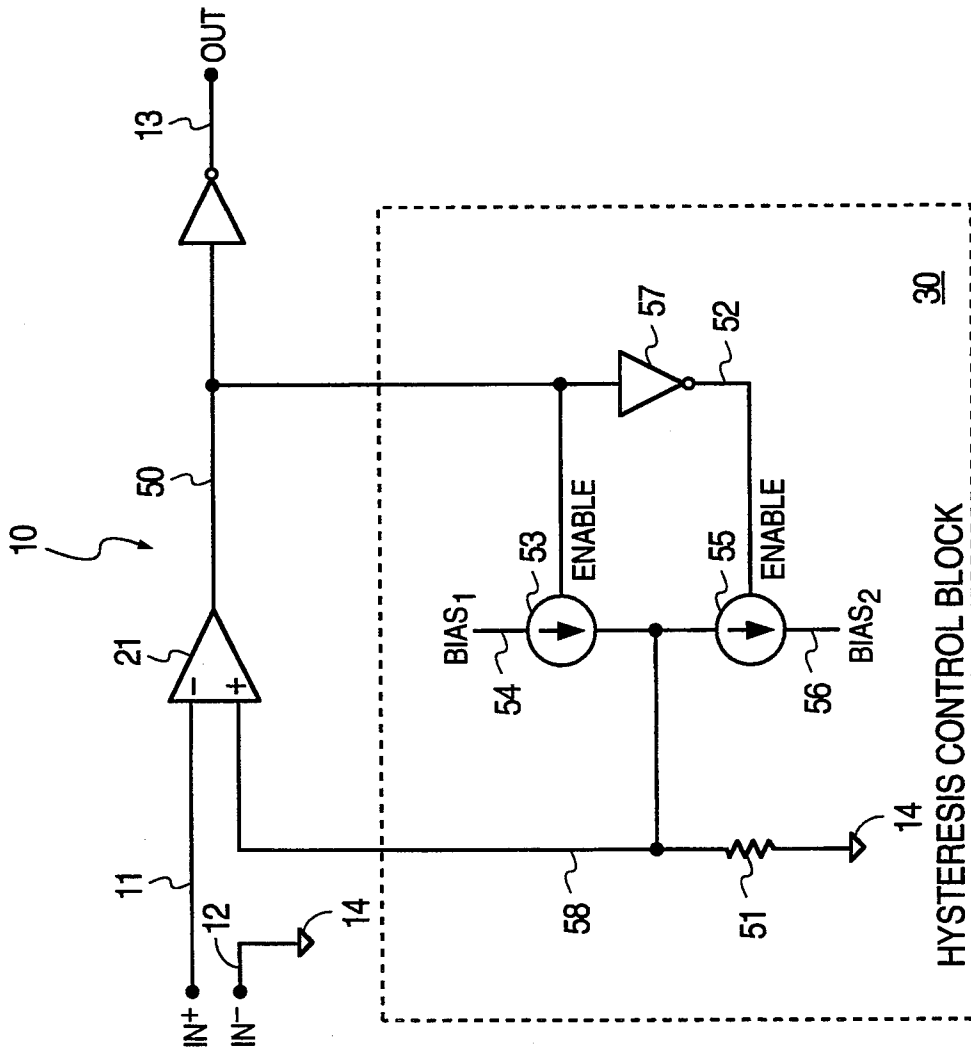 10
13
OUT
50
21
11
IN+
12
IN−
14
BIAS1
54
53
ENABLE
57
52
55
ENABLE
56
BIAS2
58
51
14
30
HYSTERESIS CONTROL BLOCK
−
+